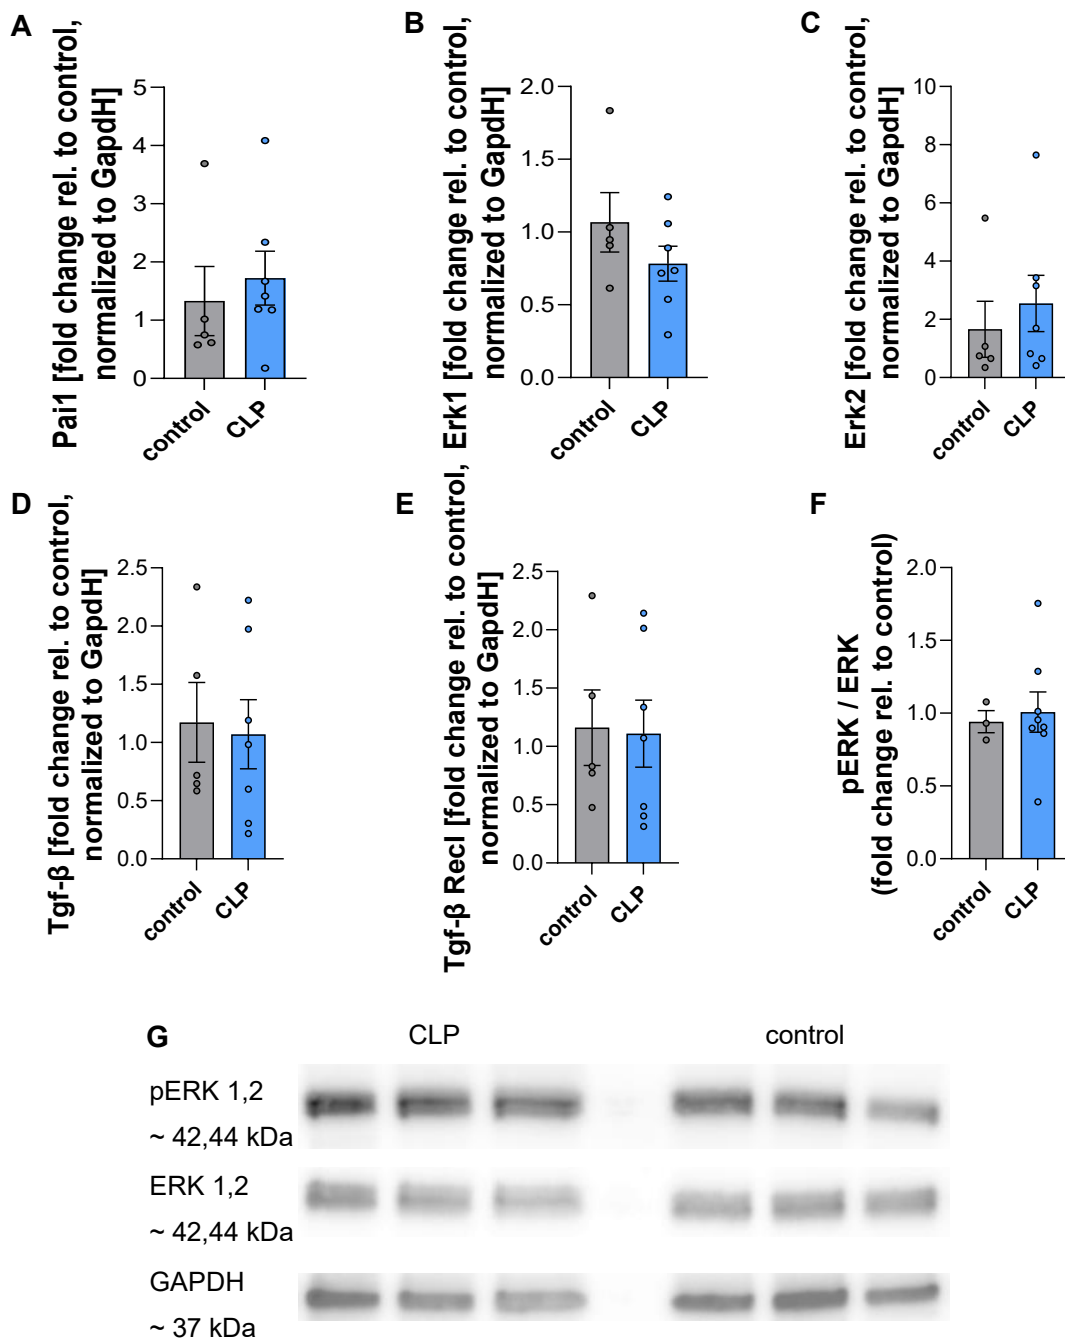 A
Pai1 [fold change rel. to control,
normalized to GapdH]
5
4
3
2
1
0
control
CLP
B
Erk1 [fold change rel. to control,
normalized to GapdH]
2.0
1.5
1.0
0.5
0.0
control
CLP
C
Erk2 [fold change rel. to control,
normalized to GapdH]
10
8
6
4
2
0
control
CLP
D
Tgf-β [fold change rel. to control,
normalized to GapdH]
2.5
2.0
1.5
1.0
0.5
0.0
control
CLP
E
Tgf-β RecI [fold change rel. to control,
normalized to GapdH]
2.5
2.0
1.5
1.0
0.5
0.0
control
CLP
F
pERK / ERK
(fold change rel. to control)
2.0
1.5
1.0
0.5
0.0
control
CLP
G
CLP
control
pERK 1,2
~ 42,44 kDa
ERK 1,2
~ 42,44 kDa
GAPDH
~ 37 kDa